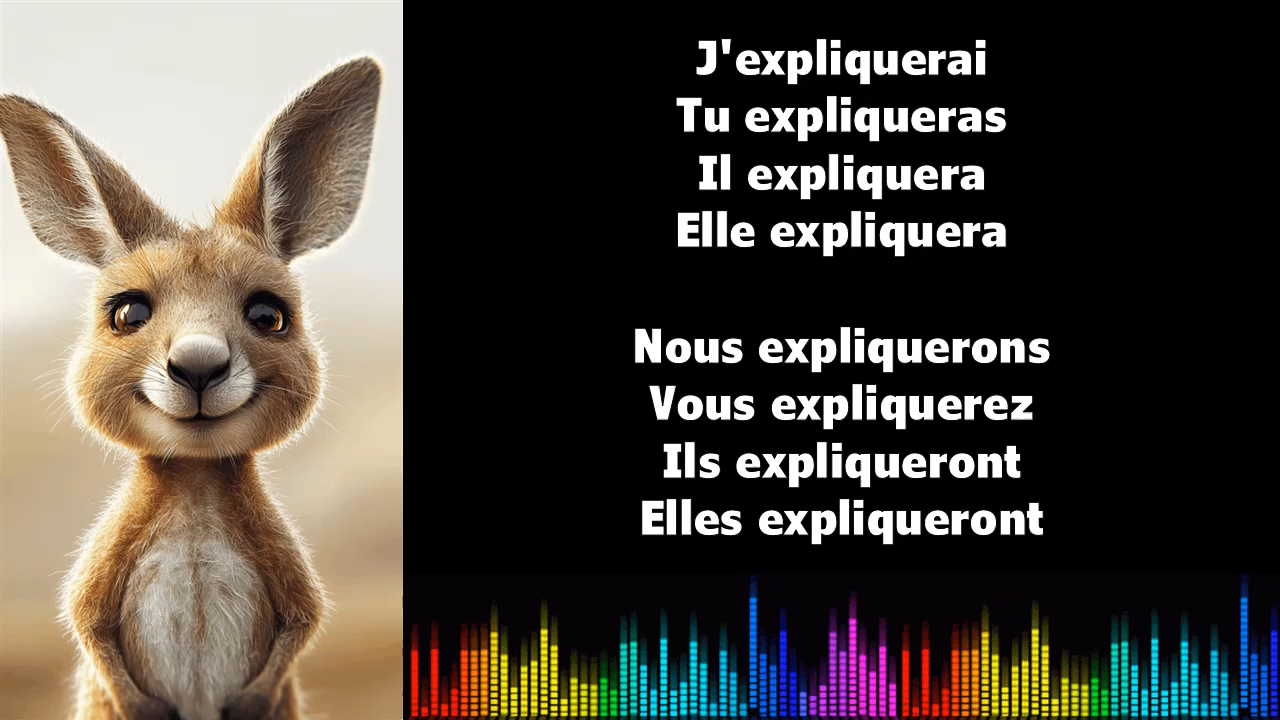 J'expliquerai
Tu expliqueras
Il expliquera
Elle expliquera
Nous expliquerons
Vous expliquerez
Ils expliqueront
Elles expliqueront